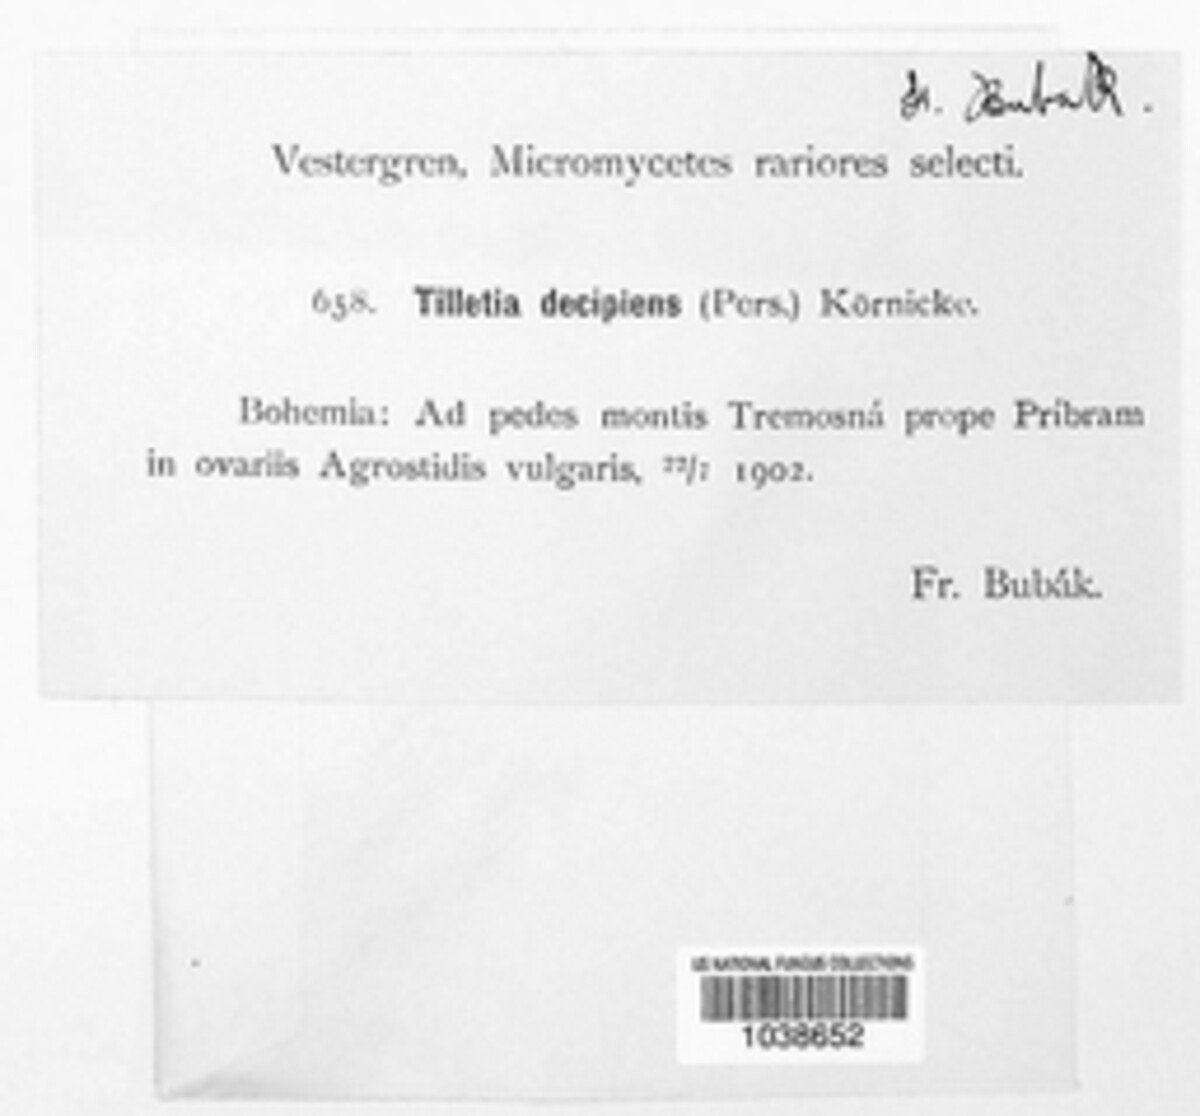 Fr. Bubák.
Vestergren, Micromycetes rariores selecti.
658. Tilletia decipiens (Pers.) Körnicke.
Bohemia: Ad pedes montis Tremosná prope Pribram
in ovariis Agrostidis vulgaris, ²²/₇ 1902.
Fr. Bubák.
US NATIONAL FUNGUS COLLECTIONS
1038652